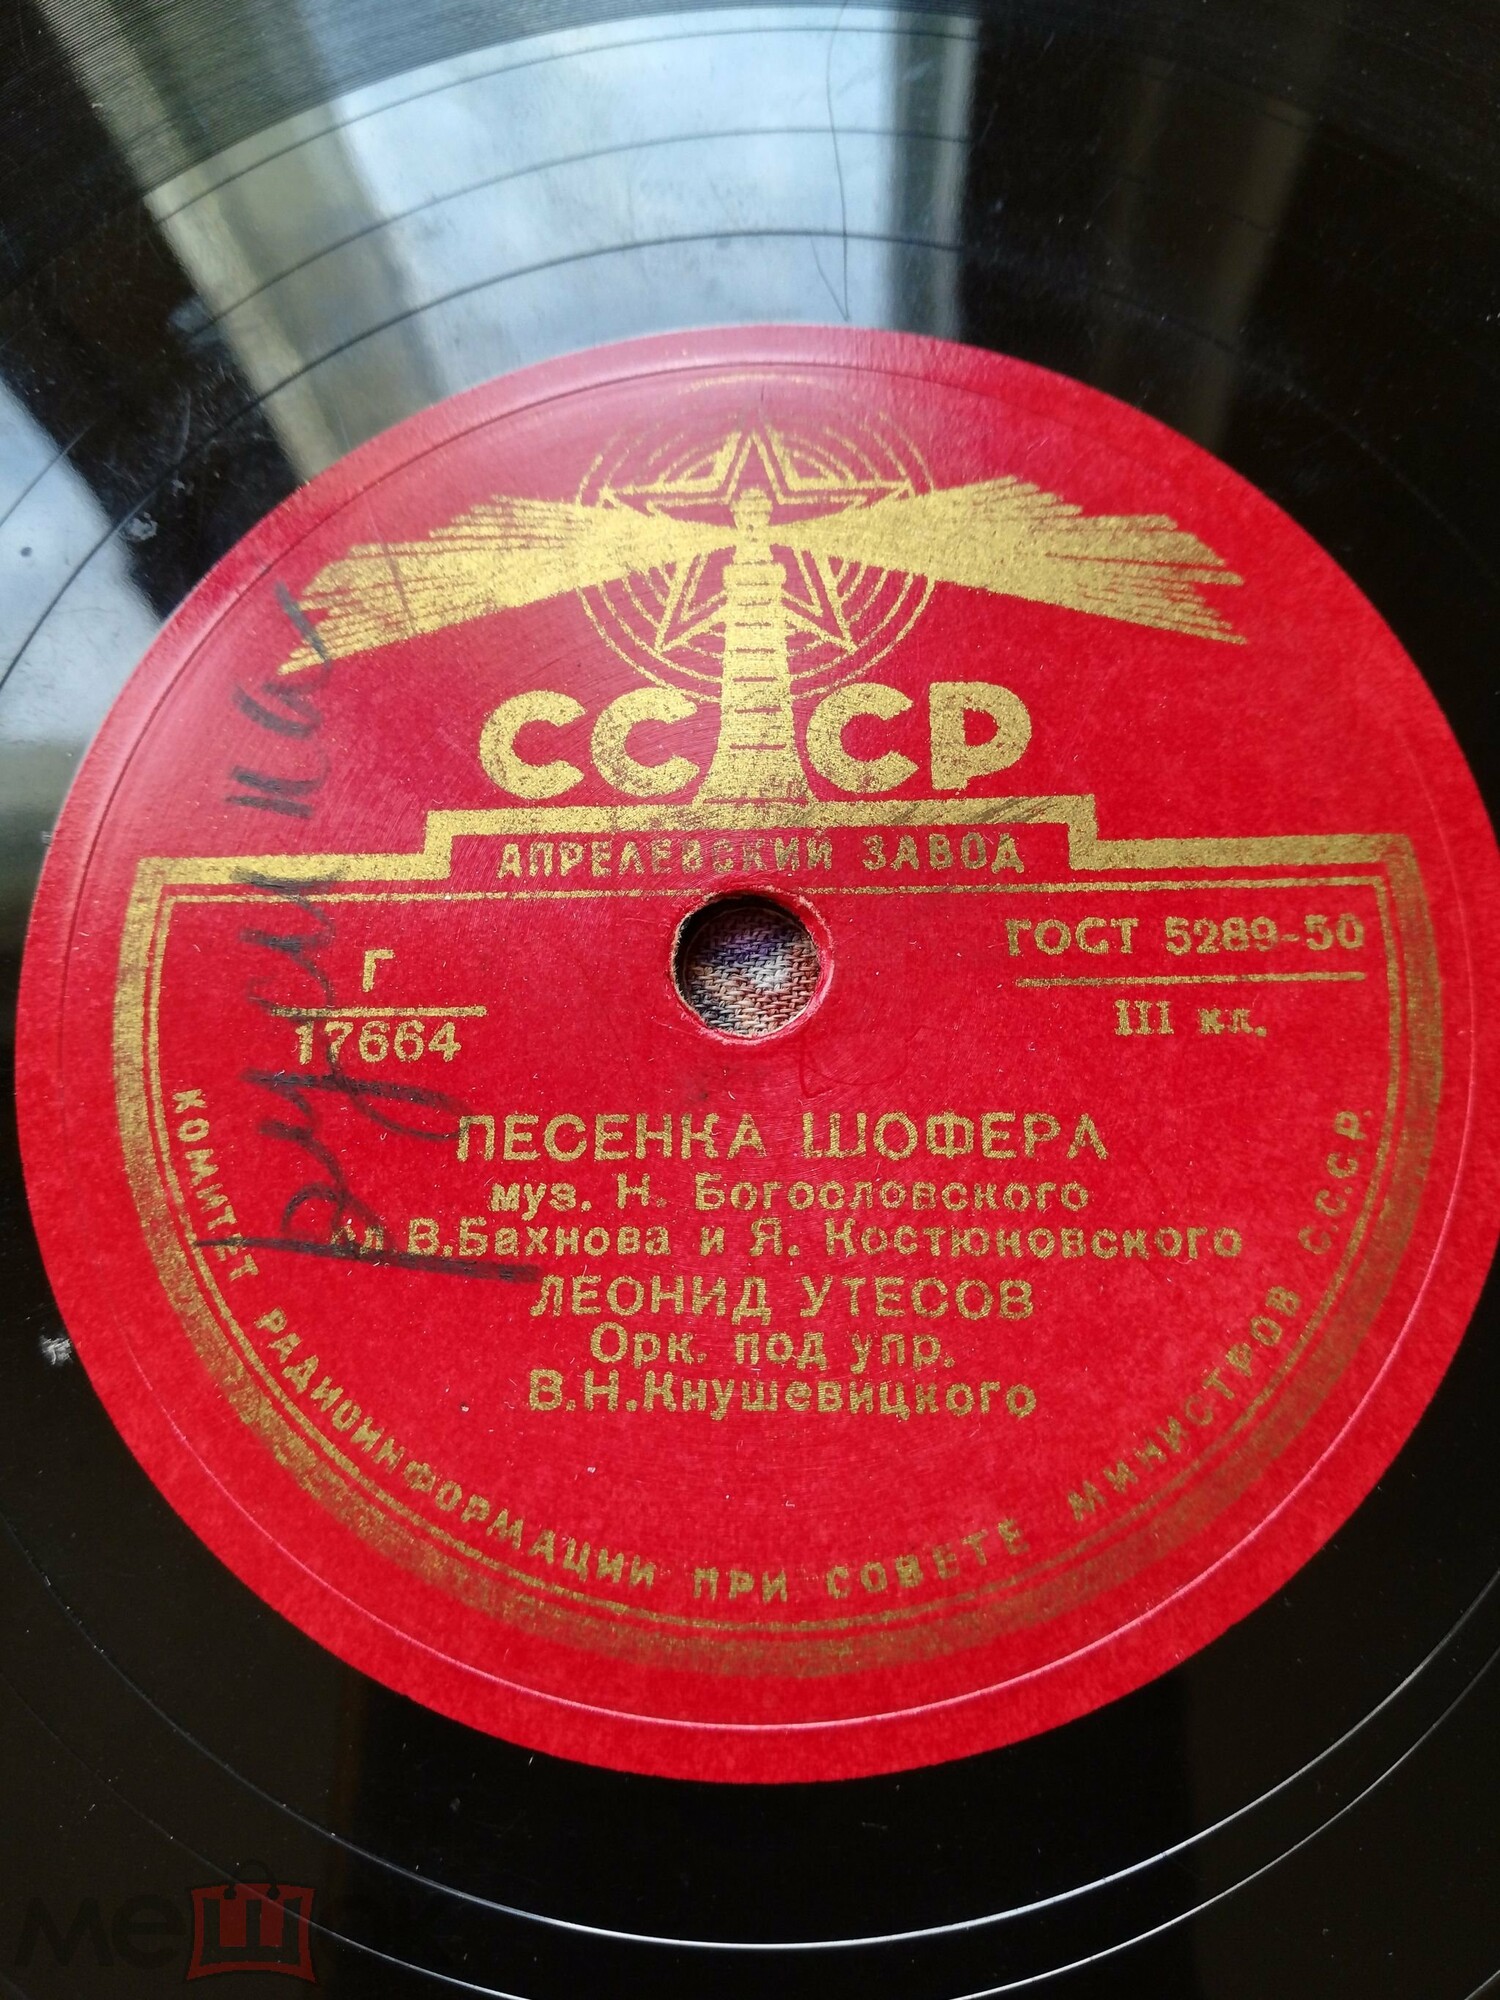 СССР
АПРЕЛЕВСКИЙ ЗАВОД
ГОСТ 5289-50
III кл.
Г
17664
ПЕСЕНКА ШОФЕРА
муз. Н. Богословского
В.Бахнова и Я. Костюковского
ЛЕОНИД УТЕСОВ
Орк. под упр.
В.Н.Кнушевицкого
КОМИТЕТ РАДИОИНФОРМАЦИИ ПРИ СОВЕТЕ МИНИСТРОВ С.С.С.Р.